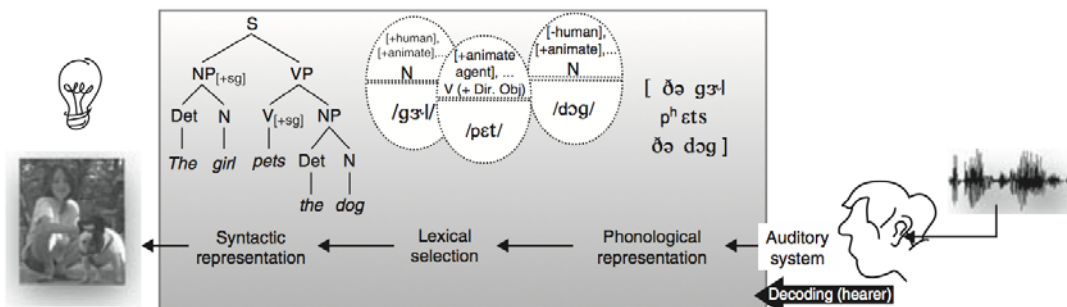 S
NP[+sg] VP
Det N V[+sg] NP
The girl pets Det N
the dog
[+human],
[+animate],...
N
/gɝl/
[+animate
agent], ...
V (+ Dir. Obj)
/pɛt/
[-human],
[+animate],...
N
/dɔg/
[ ðə gɝl
pʰ ɛts
ðə dɔg ]
Syntactic
representation
Lexical
selection
Phonological
representation
Auditory
system
Decoding (hearer)